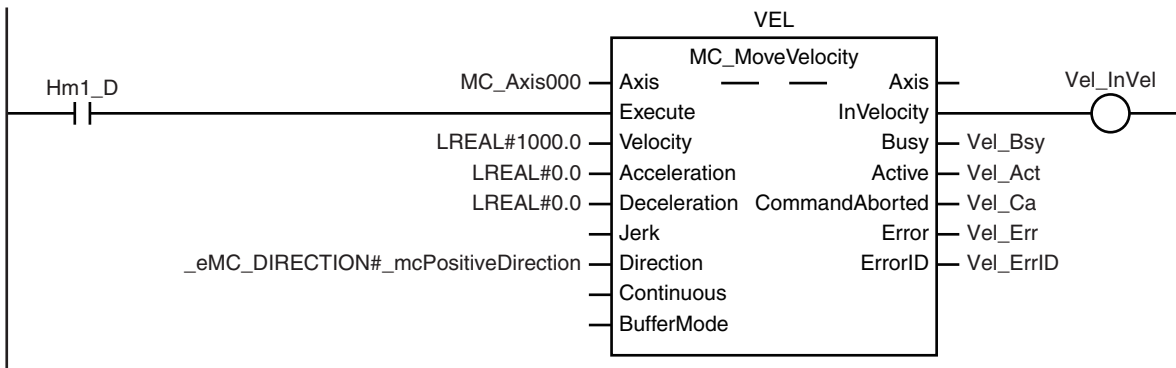 VEL
MC_MoveVelocity
Hm1_D
MC_Axis000 Axis Axis Vel_InVel
Execute InVelocity
LREAL#1000.0 Velocity Busy Vel_Bsy
LREAL#0.0 Acceleration Active Vel_Act
LREAL#0.0 Deceleration CommandAborted Vel_Ca
Jerk Error Vel_Err
_eMC_DIRECTION#_mcPositiveDirection Direction ErrorID Vel_ErrID
Continuous
BufferMode